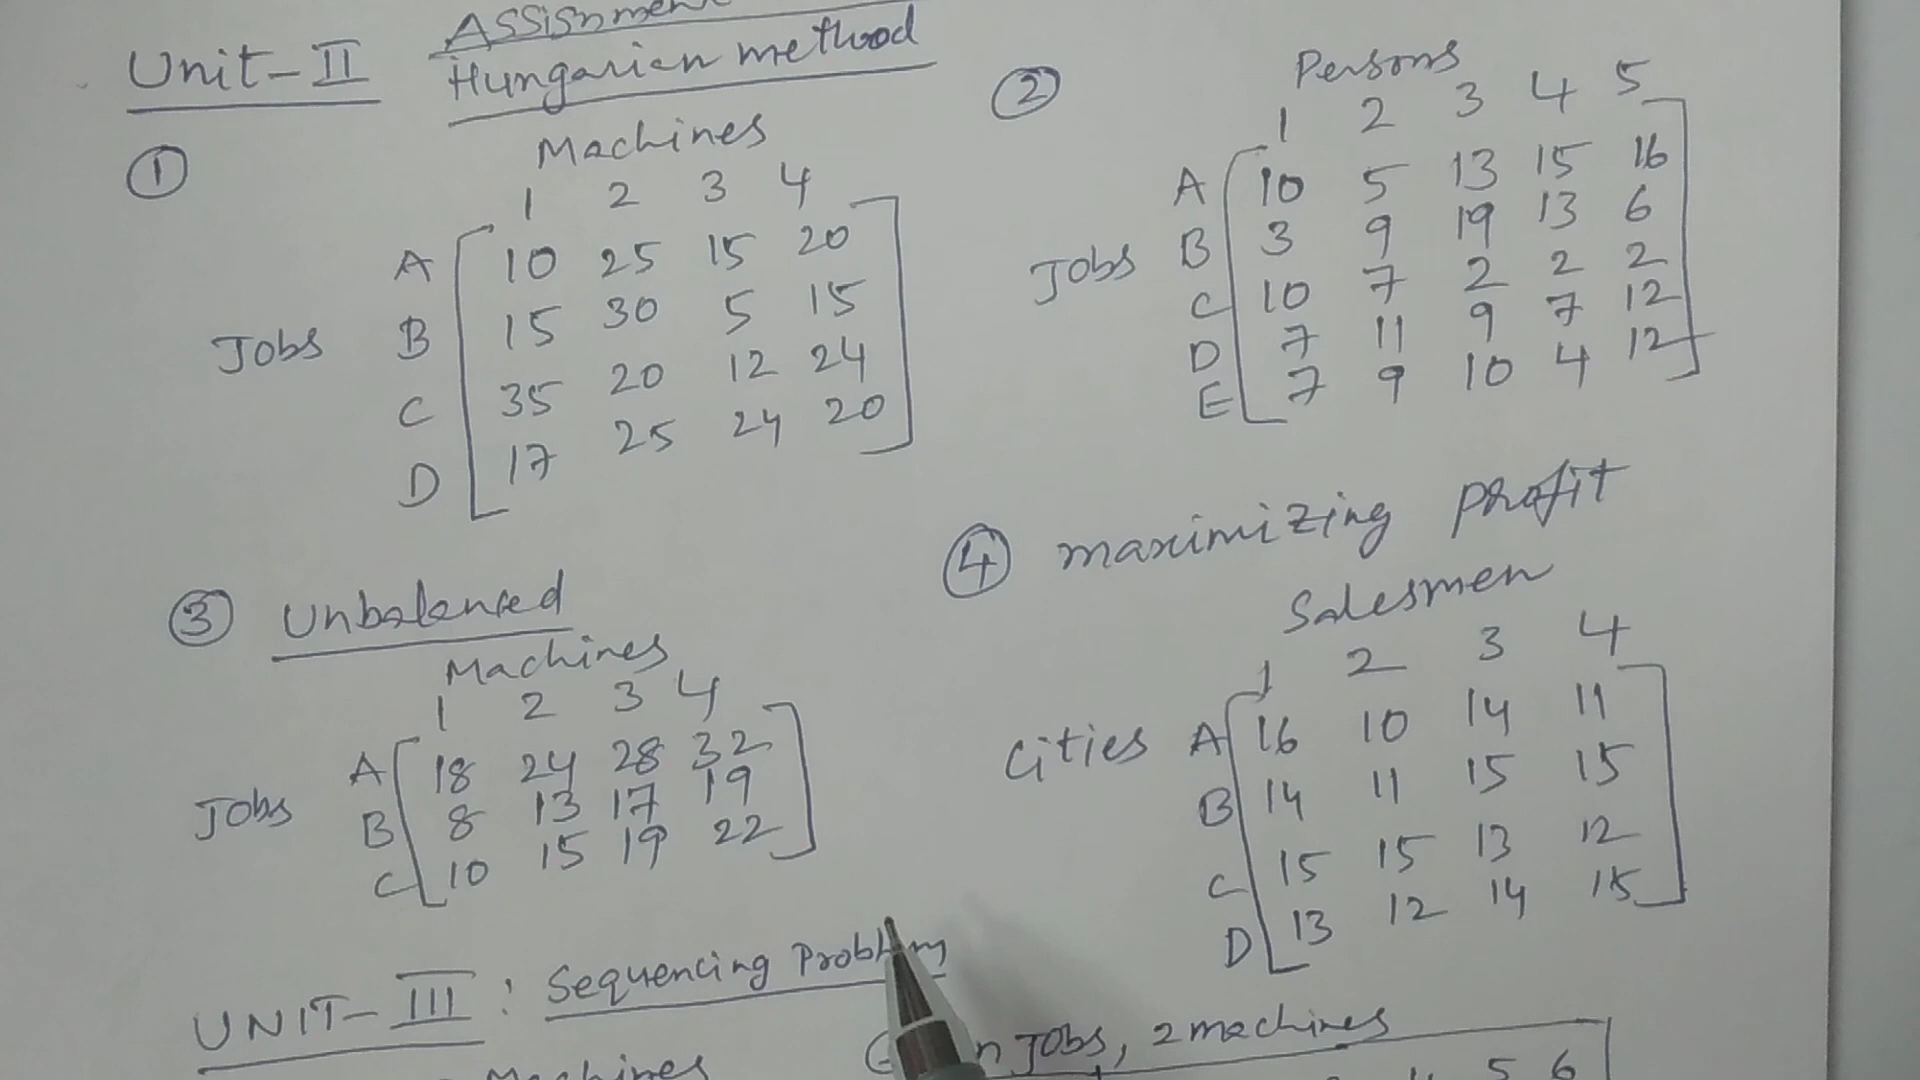 Assignment
Unit-II Hungarian method
①
Machines
1 2 3 4
A 10 25 15 20
B 15 30 5 15
Jobs
C 35 20 12 24
D 17 25 24 20
②
Persons
1 2 3 4 5
A 10 5 13 15 16
B 3 9 19 13 6
Jobs
C 10 7 2 2 2
D 7 11 9 7 12
E 7 9 10 4 12
③ Unbalanced
Machines
1 2 3 4
A 18 24 28 32
Jobs B 8 13 17 19
C 10 15 19 22
④ maximizing profit
Salesmen
1 2 3 4
Cities A 16 10 14 11
B 14 11 15 15
C 15 15 13 12
D 13 12 14 15
UNIT-III : Sequencing Problem
Machines
n Jobs, 2 machines
5 6